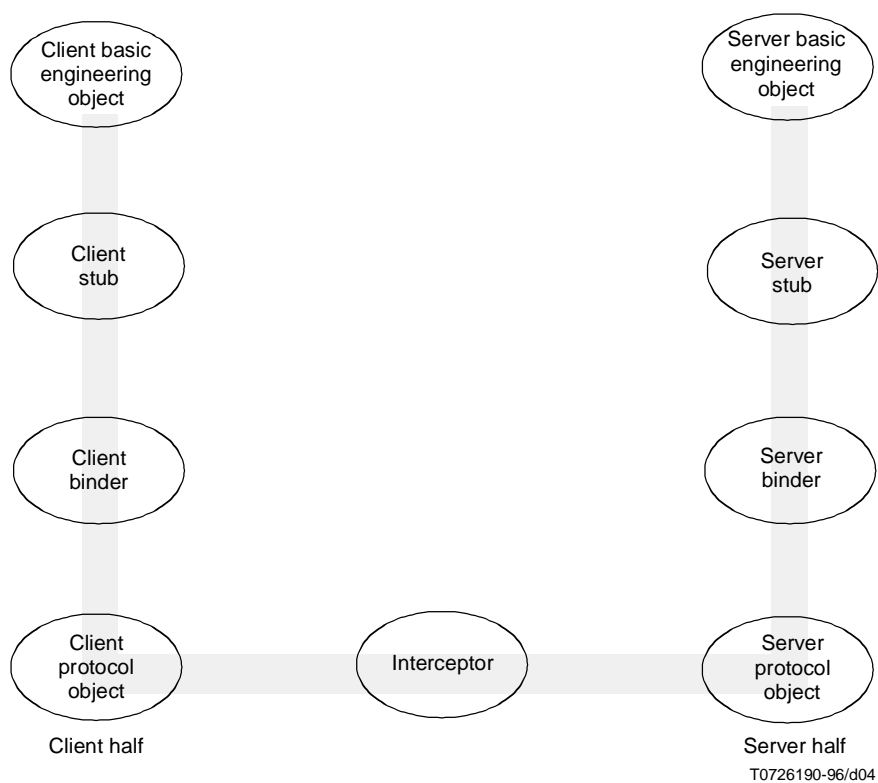 Client basic
engineering
object
Server basic
engineering
object
Client
stub
Server
stub
Client
binder
Server
binder
Client
protocol
object
Interceptor
Server
protocol
object
Client half
Server half
T0726190-96/d04